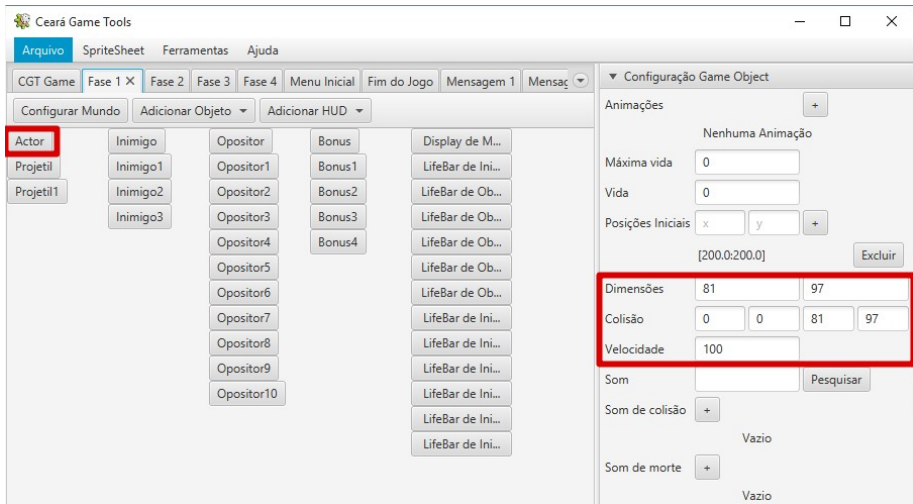 Ceará Game Tools
Arquivo SpriteSheet Ferramentas Ajuda
CGT Game Fase 1 X Fase 2 Fase 3 Fase 4 Menu Inicial Fim do Jogo Mensagem 1 Mensag
Configurar Mundo Adicionar Objeto Adicionar HUD
Actor Inimigo Opositor Bonus Display de M...
Projetil Inimigo1 Opositor1 Bonus1 LifeBar de Ini...
Projetil1 Inimigo2 Opositor2 Bonus2 LifeBar de Ob...
Inimigo3 Opositor3 Bonus3 LifeBar de Ob...
Opositor4 Bonus4 LifeBar de Ob...
Opositor5 LifeBar de Ob...
Opositor6 LifeBar de Ob...
Opositor7 LifeBar de Ini...
Opositor8 LifeBar de Ini...
Opositor9 LifeBar de Ini...
Opositor10 LifeBar de Ini...
LifeBar de Ini...
LifeBar de Ini...
Configuração Game Object
Animações +
Nenhuma Animação
Máxima vida 0
Vida 0
Posições Iniciais x y +
[200.0:200.0] Excluir
Dimensões 81 97
Colisão 0 0 81 97
Velocidade 100
Som Pesquisar
Som de colisão +
Vazio
Som de morte +
Vazio